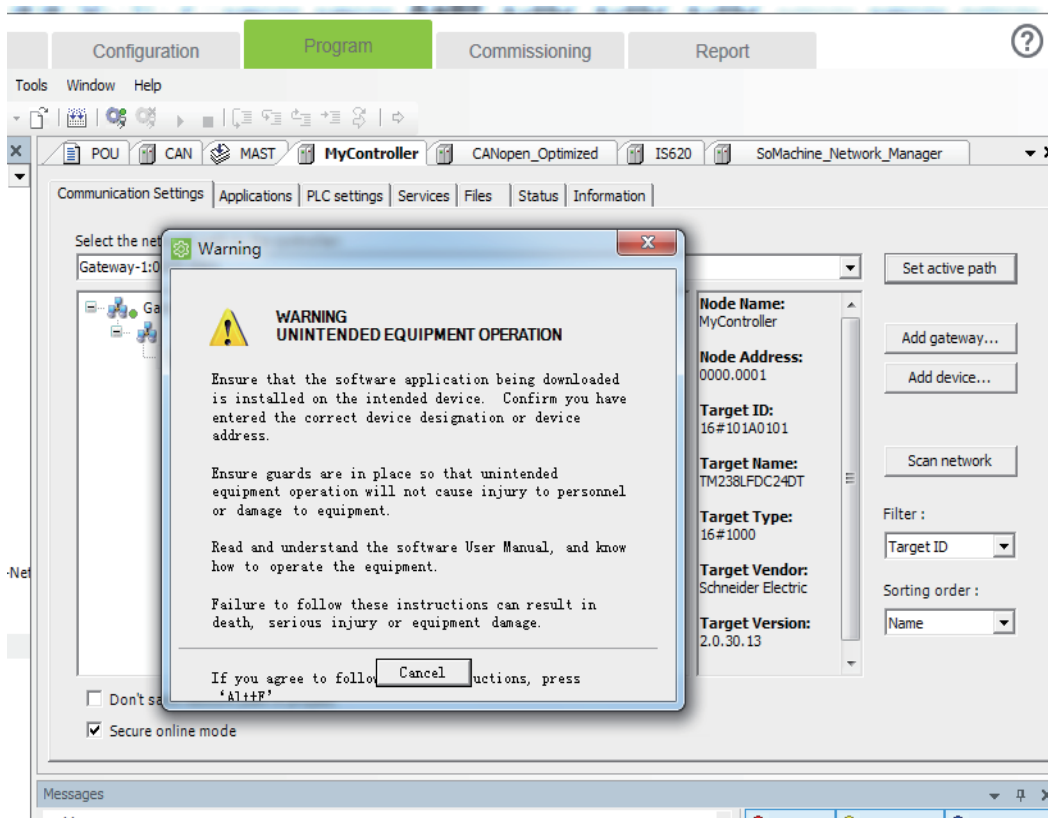 Configuration Program Commissioning Report
Tools Window Help
POU CAN MAST MyController CANopen_Optimized IS620 SoMachine_Network_Manager
Communication Settings Applications PLC settings Services Files Status Information
Select the
Gateway-1:0
Set active path
Warning
WARNING
UNINTENDED EQUIPMENT OPERATION
Ensure that the software application being downloaded
is installed on the intended device. Confirm you have
entered the correct device designation or device
address.
Ensure guards are in place so that unintended
equipment operation will not cause injury to personnel
or damage to equipment.
Read and understand the software User Manual, and know
how to operate the equipment.
Failure to follow these instructions can result in
death, serious injury or equipment damage.
If you agree to follow uctions, press
'Alt+F'
Cancel
Node Name:
MyController
Node Address:
0000.0001
Target ID:
16#101A0101
Target Name:
TM238LFDC24DT
Target Type:
16#1000
Target Vendor:
Schneider Electric
Target Version:
2.0.30.13
Add gateway...
Add device...
Scan network
Filter :
Target ID
Sorting order :
Name
Don't sa
Secure online mode
Messages